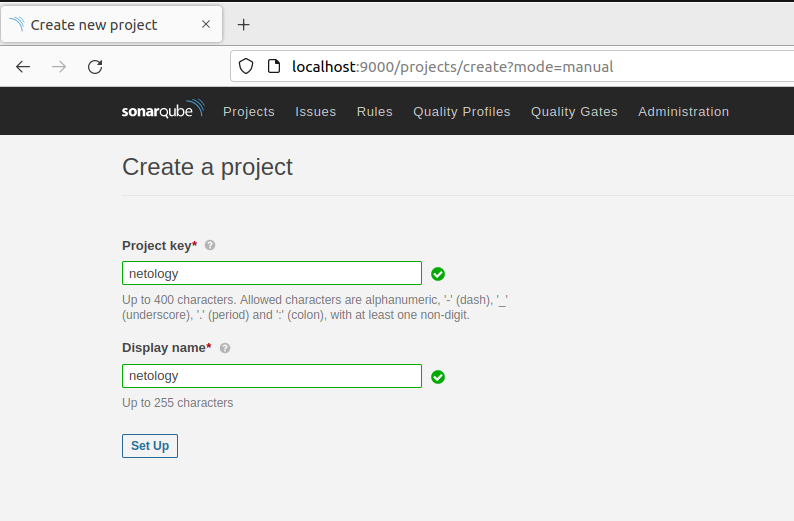 Create new project
localhost:9000/projects/create?mode=manual
sonarqube Projects Issues Rules Quality Profiles Quality Gates Administration
Create a project
Project key*
netology
Up to 400 characters. Allowed characters are alphanumeric, '-' (dash), '_'
(underscore), '.' (period) and ':' (colon), with at least one non-digit.
Display name*
netology
Up to 255 characters
Set Up